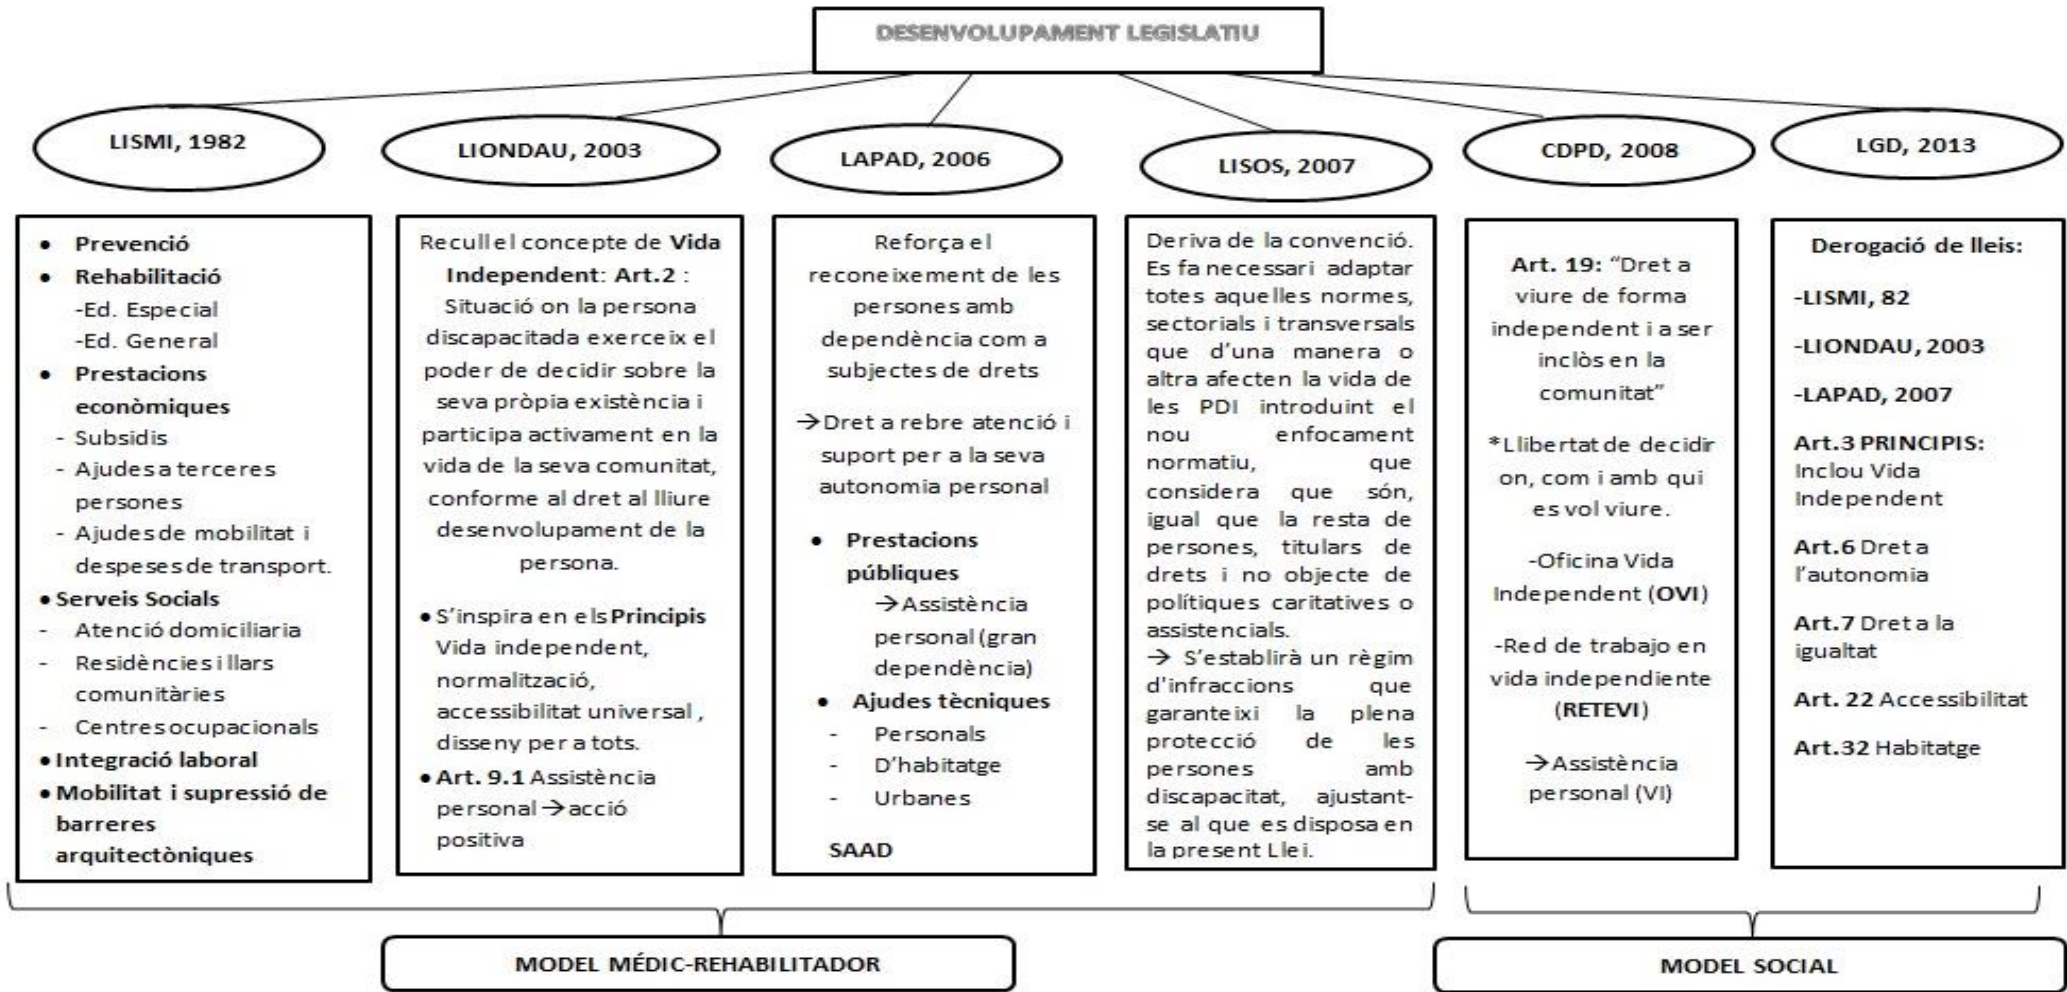 DESENVOLUPAMENT LEGISLATIU
LISMI, 1982
LIONDAU, 2003
LAPAD, 2006
LISOS, 2007
CDPD, 2008
LGD, 2013
• Prevenció
• Rehabilitació
-Ed. Especial
-Ed. General
• Prestacions
econòmiques
- Subsidis
- Ajudes a terceres
persones
- Ajudes de mobilitat i
despeses de transport.
• Serveis Socials
- Atenció domiciliaria
- Residències i llars
comunitàries
- Centres ocupacionals
• Integració laboral
• Mobilitat i supressió de
barreres
arquitectòniques
Recull el concepte de Vida
Independent: Art.2 :
Situació on la persona
discapacitada exerceix el
poder de decidir sobre la
seva pròpia existència i
participa activament en la
vida de la seva comunitat,
conforme al dret al lliure
desenvolupament de la
persona.
• S'inspira en els Principis
Vida independent,
normalització,
accessibilitat universal ,
disseny per a tots.
• Art. 9.1 Assistència
personal → acció
positiva
Reforça el
reconeixement de les
persones amb
dependència com a
subjectes de drets
→ Dret a rebre atenció i
suport per a la seva
autonomia personal
• Prestacions
públiques
→ Assistència
personal (gran
dependència)
• Ajudes tècniques
- Personals
- D'habitatge
- Urbanes
SAAD
Deriva de la convenció.
Es fa necessari adaptar
totes aquelles normes,
sectorials i transversals
que d'una manera o
altra afecten la vida de
les PDI introduint el
nou enfocament
normatiu, que
considera que són,
igual que la resta de
persones, titulars de
drets i no objecte de
polítiques caritatives o
assistencials.
→ S'establirà un règim
d'infraccions que
garanteixi la plena
protecció de les
persones amb
discapacitat, ajustant-
se al que es disposa en
la present Llei.
Art. 19: "Dret a
viure de forma
independent i a ser
inclòs en la
comunitat"
*Llibertat de decidir
on, com i amb qui
es vol viure.
-Oficina Vida
Independent (OVI)
-Red de trabajo en
vida independiente
(RETEVI)
→ Assistència
personal (VI)
Derogació de lleis:
-LISMI, 82
-LIONDAU, 2003
-LAPAD, 2007
Art.3 PRINCIPIS:
Inclou Vida
Independent
Art.6 Dret a
l'autonomia
Art.7 Dret a la
igualtat
Art. 22 Accessibilitat
Art.32 Habitatge
MODEL MÉDIC-REHABILITADOR
MODEL SOCIAL